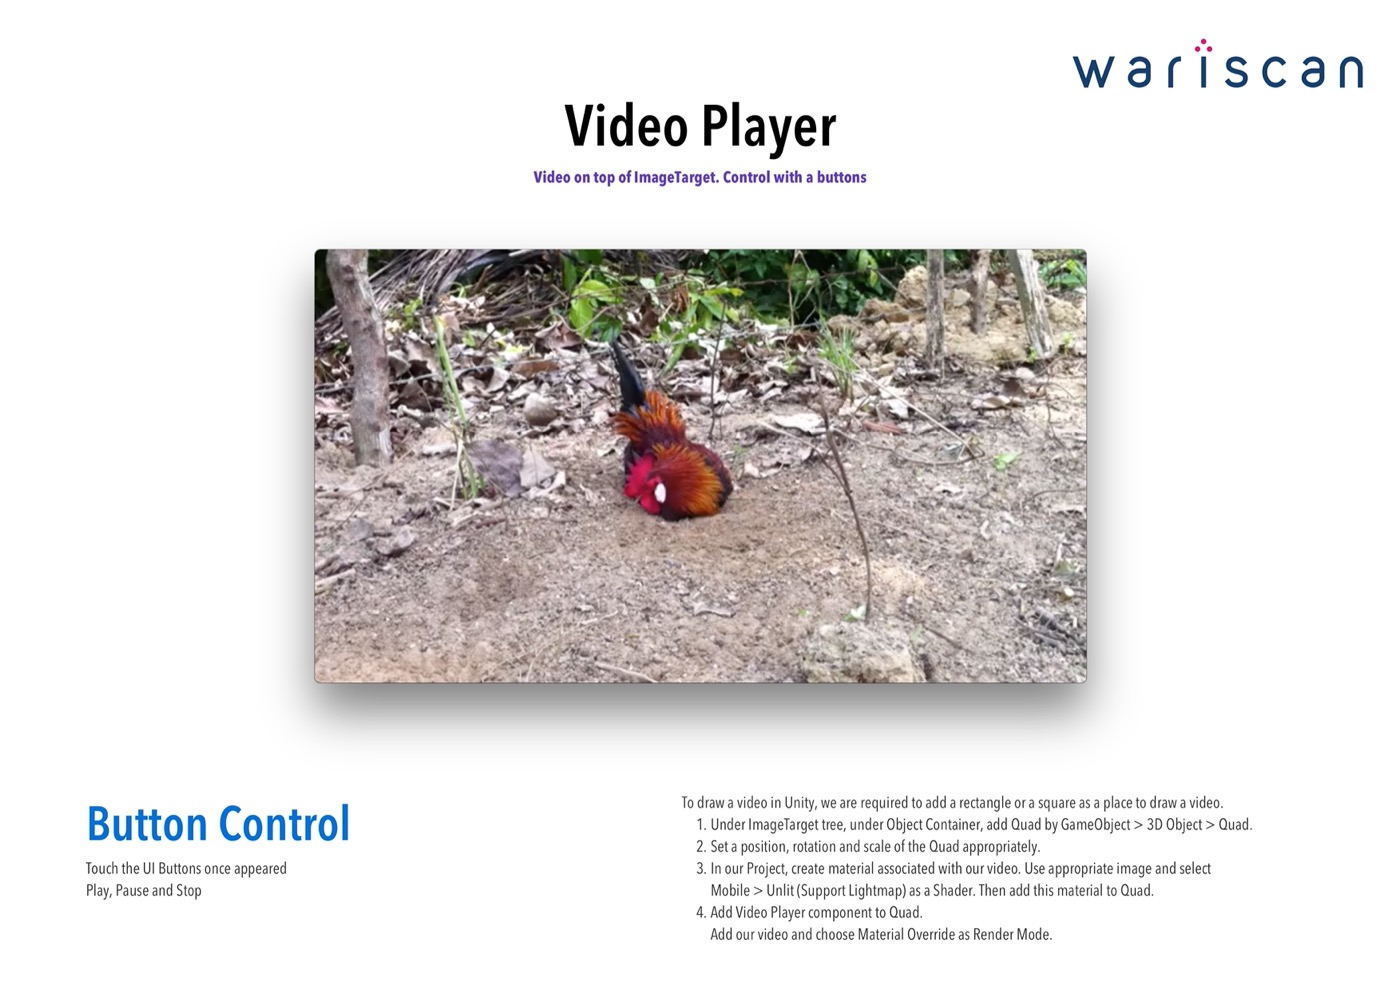 wariscan
Video Player
Video on top of ImageTarget. Control with a buttons
Button Control
Touch the UI Buttons once appeared
Play, Pause and Stop
To draw a video in Unity, we are required to add a rectangle or a square as a place to draw a video.
1. Under ImageTarget tree, under Object Container, add Quad by GameObject > 3D Object > Quad.
2. Set a position, rotation and scale of the Quad appropriately.
3. In our Project, create material associated with our video. Use appropriate image and select
Mobile > Unlit (Support Lightmap) as a Shader. Then add this material to Quad.
4. Add Video Player component to Quad.
Add our video and choose Material Override as Render Mode.